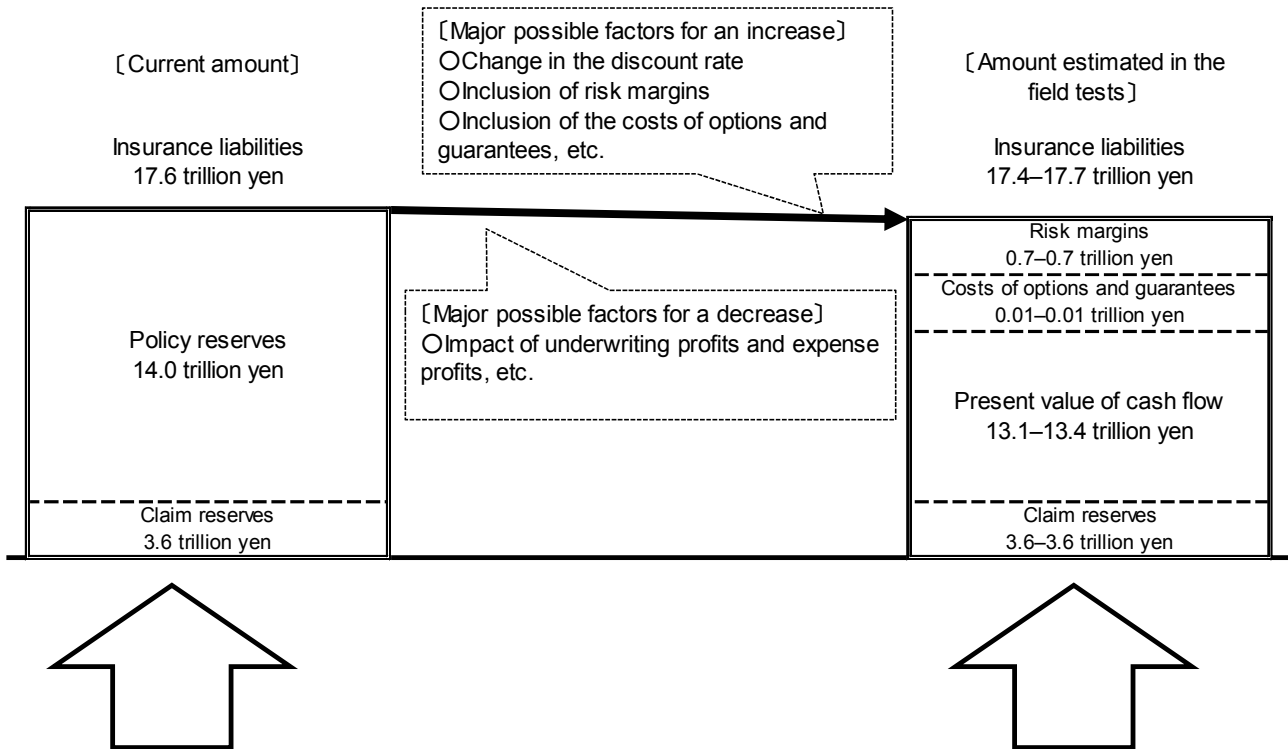 〔Current amount〕
Insurance liabilities
17.6 trillion yen
Policy reserves
14.0 trillion yen
Claim reserves
3.6 trillion yen
〔Major possible factors for an increase〕
○Change in the discount rate
○Inclusion of risk margins
○Inclusion of the costs of options and
guarantees, etc.
〔Major possible factors for a decrease〕
○Impact of underwriting profits and expense
profits, etc.
〔Amount estimated in the
field tests〕
Insurance liabilities
17.4–17.7 trillion yen
Risk margins
0.7–0.7 trillion yen
Costs of options and guarantees
0.01–0.01 trillion yen
Present value of cash flow
13.1–13.4 trillion yen
Claim reserves
3.6–3.6 trillion yen